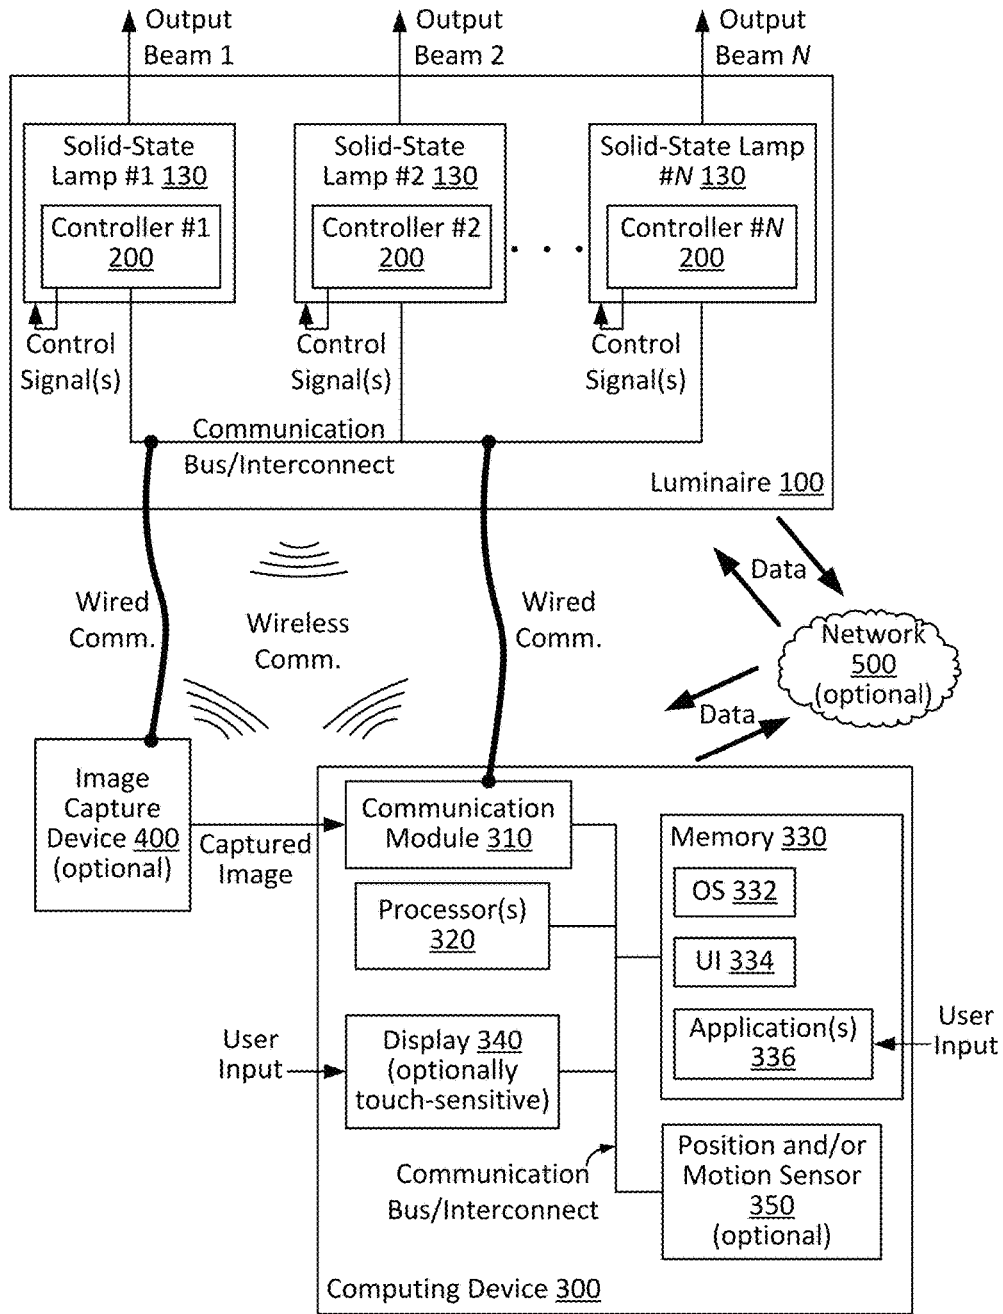 Output
Beam 1
Output
Beam 2
Output
Beam N
Solid-State
Lamp #1 130
Controller #1
200
Control
Signal(s)
Solid-State
Lamp #2 130
Controller #2
200
Control
Signal(s)
. . .
Solid-State Lamp
#N 130
Controller #N
200
Control
Signal(s)
Communication
Bus/Interconnect
Luminaire 100
Wired
Comm.
Wireless
Comm.
Wired
Comm.
Data
Network
500
(optional)
Data
Image
Capture
Device 400
(optional)
Captured
Image
Communication
Module 310
Processor(s)
320
User
Input
Display 340
(optionally
touch-sensitive)
Memory 330
OS 332
UI 334
Application(s)
336
User
Input
Communication
Bus/Interconnect
Position and/or
Motion Sensor
350
(optional)
Computing Device 300